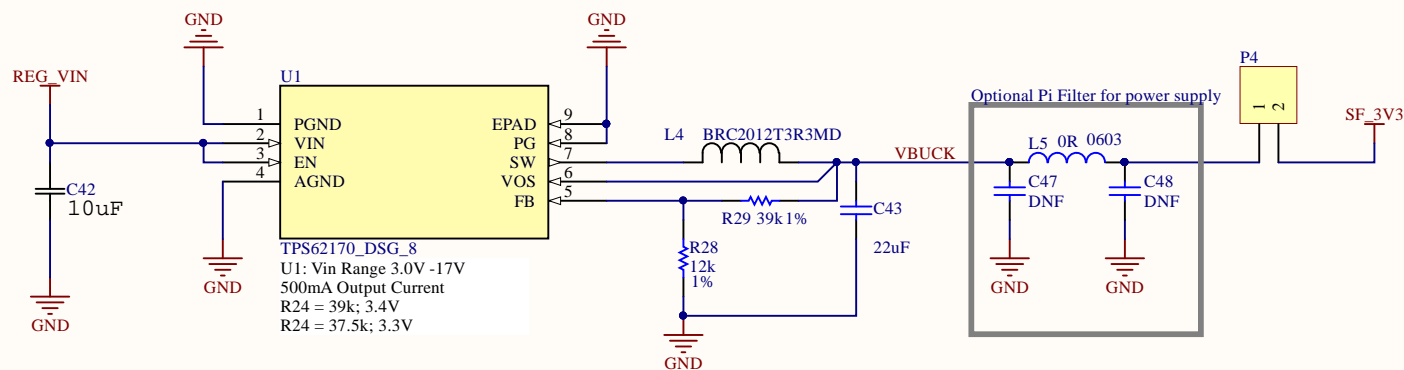 GND
GND
REG_VIN
U1
P4
Optional Pi Filter for power supply
1
2
SF_3V3
1
PGND
EPAD
9
2
VIN
PG
8
3
EN
SW
7
4
AGND
VOS
6
FB
5
L4
BRC2012T3R3MD
VBUCK
L5
0R
0603
C42
10uF
C47
DNF
C48
DNF
R29
39k
1%
C43
22uF
R28
12k
1%
TPS62170_DSG_8
U1: Vin Range 3.0V -17V
500mA Output Current
R24 = 39k; 3.4V
R24 = 37.5k; 3.3V
GND
GND
GND
GND
GND